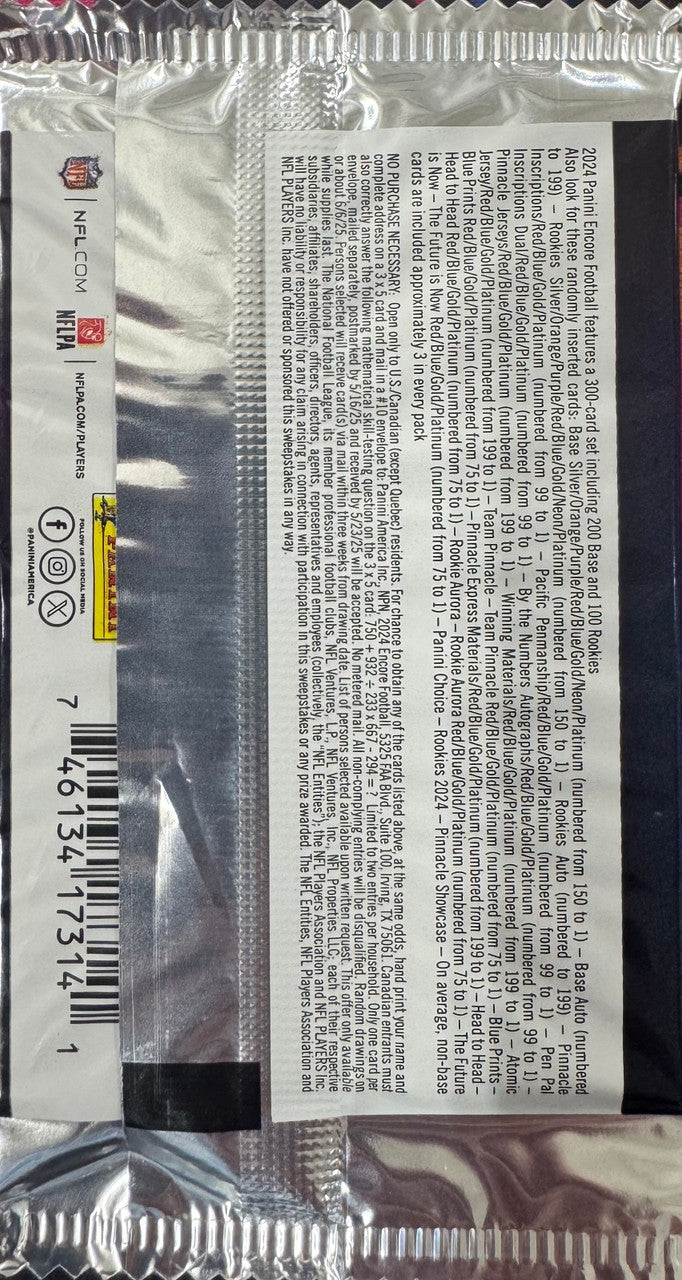 2024 Panini Encore Football features a 300-card set including 200 Base and 100 Rookies
Also look for these randomly inserted cards: Base Silver/Orange/Purple/Red/Blue/Gold/Neon/Platinum (numbered from 150 to 1) – Base Auto (numbered
to 199) – Rookies Silver/Orange/Purple/Red/Blue/Gold/Neon/Platinum (numbered from 150 to 1) – Rookies Auto (numbered to 199) – Pinnacle
Inscriptions/Red/Blue/Gold/Platinum (numbered from 99 to 1) – Pacific Penmanship/Red/Blue/Gold/Platinum (numbered from 99 to 1) – Pen Pal
Inscriptions Dual/Red/Blue/Gold/Platinum (numbered from 99 to 1) – By the Numbers Autographs/Red/Blue/Gold/Platinum (numbered from 99 to 1) –
Pinnacle Jerseys/Red/Blue/Gold/Platinum (numbered from 199 to 1) – Winning Materials/Red/Blue/Gold/Platinum (numbered from 199 to 1) – Atomic
Jersey/Red/Blue/Gold/Platinum (numbered from 199 to 1) – Team Pinnacle – Team Pinnacle Red/Blue/Gold/Platinum (numbered from 75 to 1) – Blue Prints –
Blue Prints Red/Blue/Gold/Platinum (numbered from 75 to 1) – Pinnacle Express Materials/Red/Blue/Gold/Platinum (numbered from 199 to 1) – Head to Head –
Head to Head Red/Blue/Gold/Platinum (numbered from 75 to 1) – Rookie Aurora – Rookie Aurora Red/Blue/Gold/Platinum (numbered from 75 to 1) – The Future
is Now – The Future is Now Red/Blue/Gold/Platinum (numbered from 75 to 1) – Panini Choice – Rookies 2024 – Pinnacle Showcase – On average, non-base
cards are included approximately 3 in every pack
NO PURCHASE NECESSARY. Open only to U.S./Canadian (except Quebec) residents. For chance to obtain any of the cards listed above, at the same odds, hand print your name and
complete address on a 3 x 5 card and mail in a #10 envelope to: Panini America Inc., NPN, 2024 Encore Football, 5325 FAA Blvd., Suite 100, Irving, TX 75061. Canadian entrants must
also correctly answer the following mathematical skill-testing question on the 3 x 5 card: 750 + 932 ÷ 233 x 667 - 294 = ? Limited to two entries per household. Only one card per
envelope, mailed separately, postmarked by 5/16/25 and received by 5/23/25 will be accepted. No metered mail. All non-complying entries will be disqualified. Random drawings on
or about 6/6/25. Persons selected will receive card(s) via mail within three weeks from drawing date. List of persons selected available upon written request. This offer only available
while supplies last. The National Football League, its member professional football clubs, NFL Ventures, L.P., NFL Ventures, Inc., NFL Properties LLC, each of their respective
subsidiaries, affiliates, shareholders, officers, directors, agents, representatives and employees (collectively, the "NFL Entities"); the NFL Players Association and NFL PLAYERS Inc.
will have no liability or responsibility for any claim arising in connection with participation in this sweepstakes or any prize awarded. The NFL Entities, NFL Players Association and
NFL PLAYERS Inc. have not offered or sponsored this sweepstakes in any way.
NFL | NFL.COM
NFLPA | NFLPA.COM/PLAYERS
PANINI
FOLLOW US ON SOCIAL MEDIA
@PANINIAMERICA
7 46134 17314 1